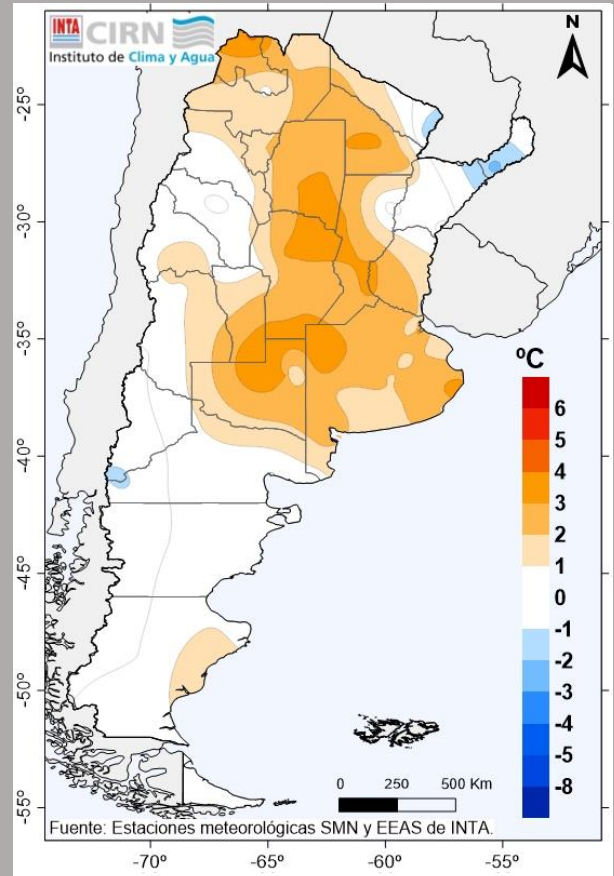 INTA CIRN
Instituto de Clima y Agua
N
-25°
-30°
-35°
-40°
-45°
-50°
-55°
ºC
6
5
4
3
2
1
0
-1
-2
-3
-4
-5
-8
0 250 500 Km
Fuente: Estaciones meteorológicas SMN y EEAS de INTA.
-70° -65° -60° -55°